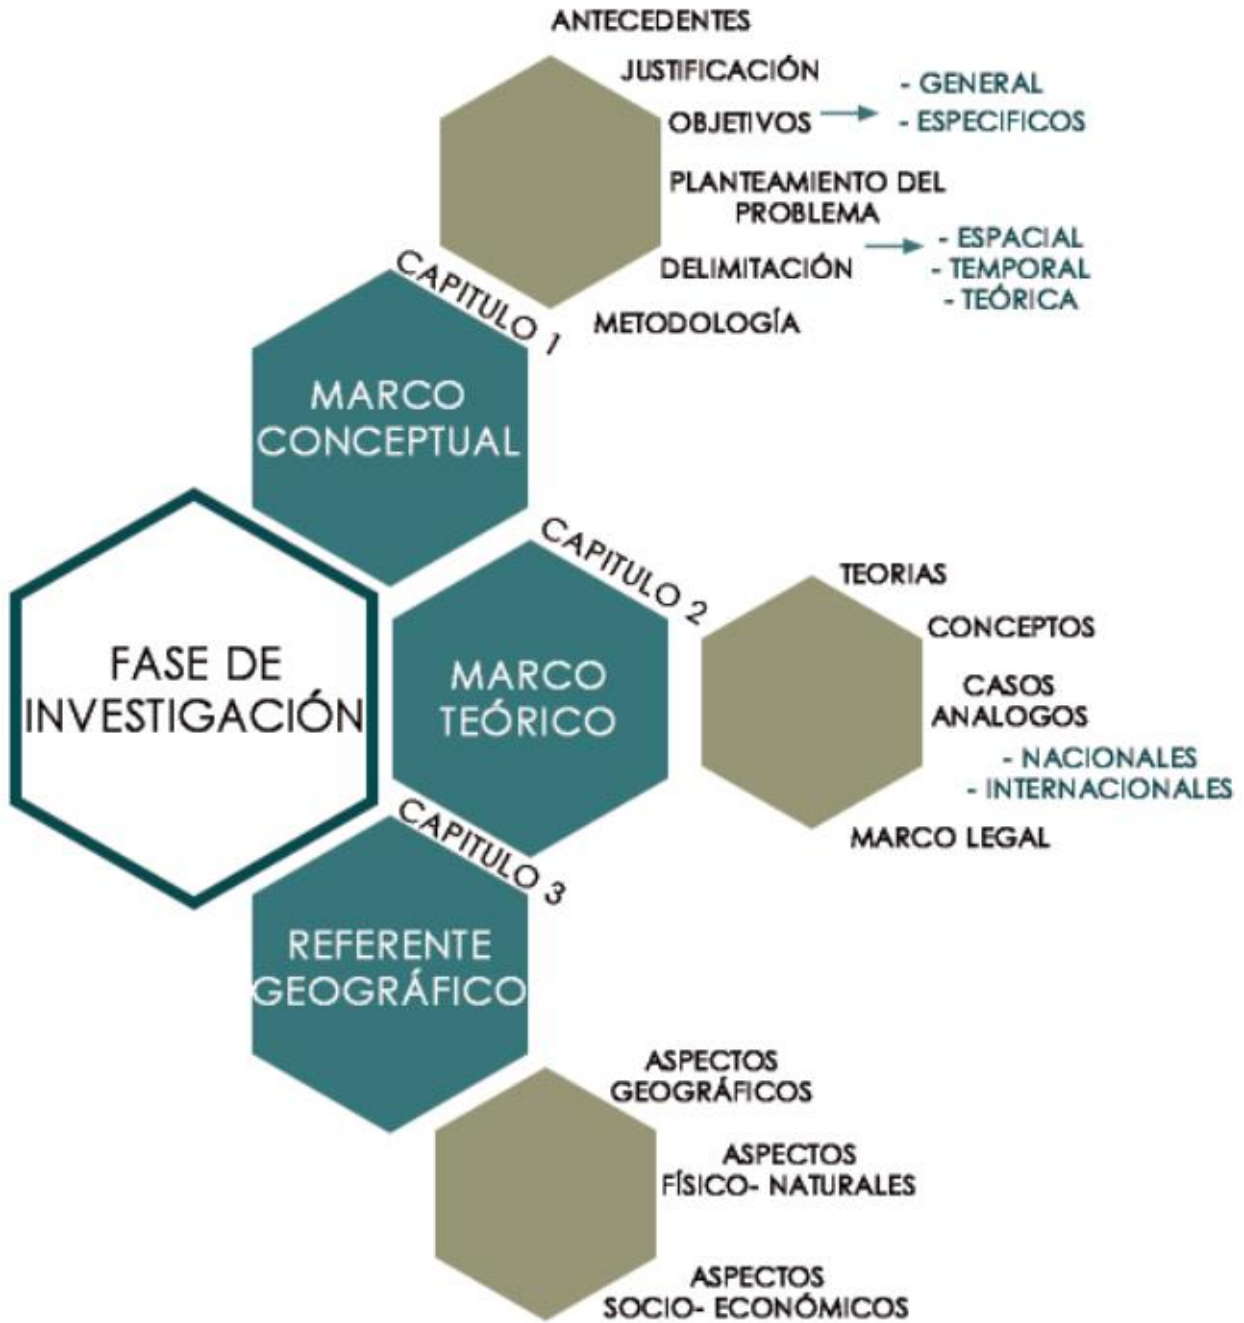 ANTECEDENTES
JUSTIFICACIÓN
OBJETIVOS
- GENERAL
- ESPECIFICOS
PLANTEAMIENTO DEL
PROBLEMA
DELIMITACIÓN
- ESPACIAL
- TEMPORAL
- TEÓRICA
METODOLOGÍA
CAPITULO 1
MARCO
CONCEPTUAL
FASE DE
INVESTIGACIÓN
CAPITULO 2
MARCO
TEÓRICO
TEORIAS
CONCEPTOS
CASOS
ANALOGOS
- NACIONALES
- INTERNACIONALES
MARCO LEGAL
CAPITULO 3
REFERENTE
GEOGRÁFICO
ASPECTOS
GEOGRÁFICOS
ASPECTOS
FÍSICO- NATURALES
ASPECTOS
SOCIO- ECONÓMICOS